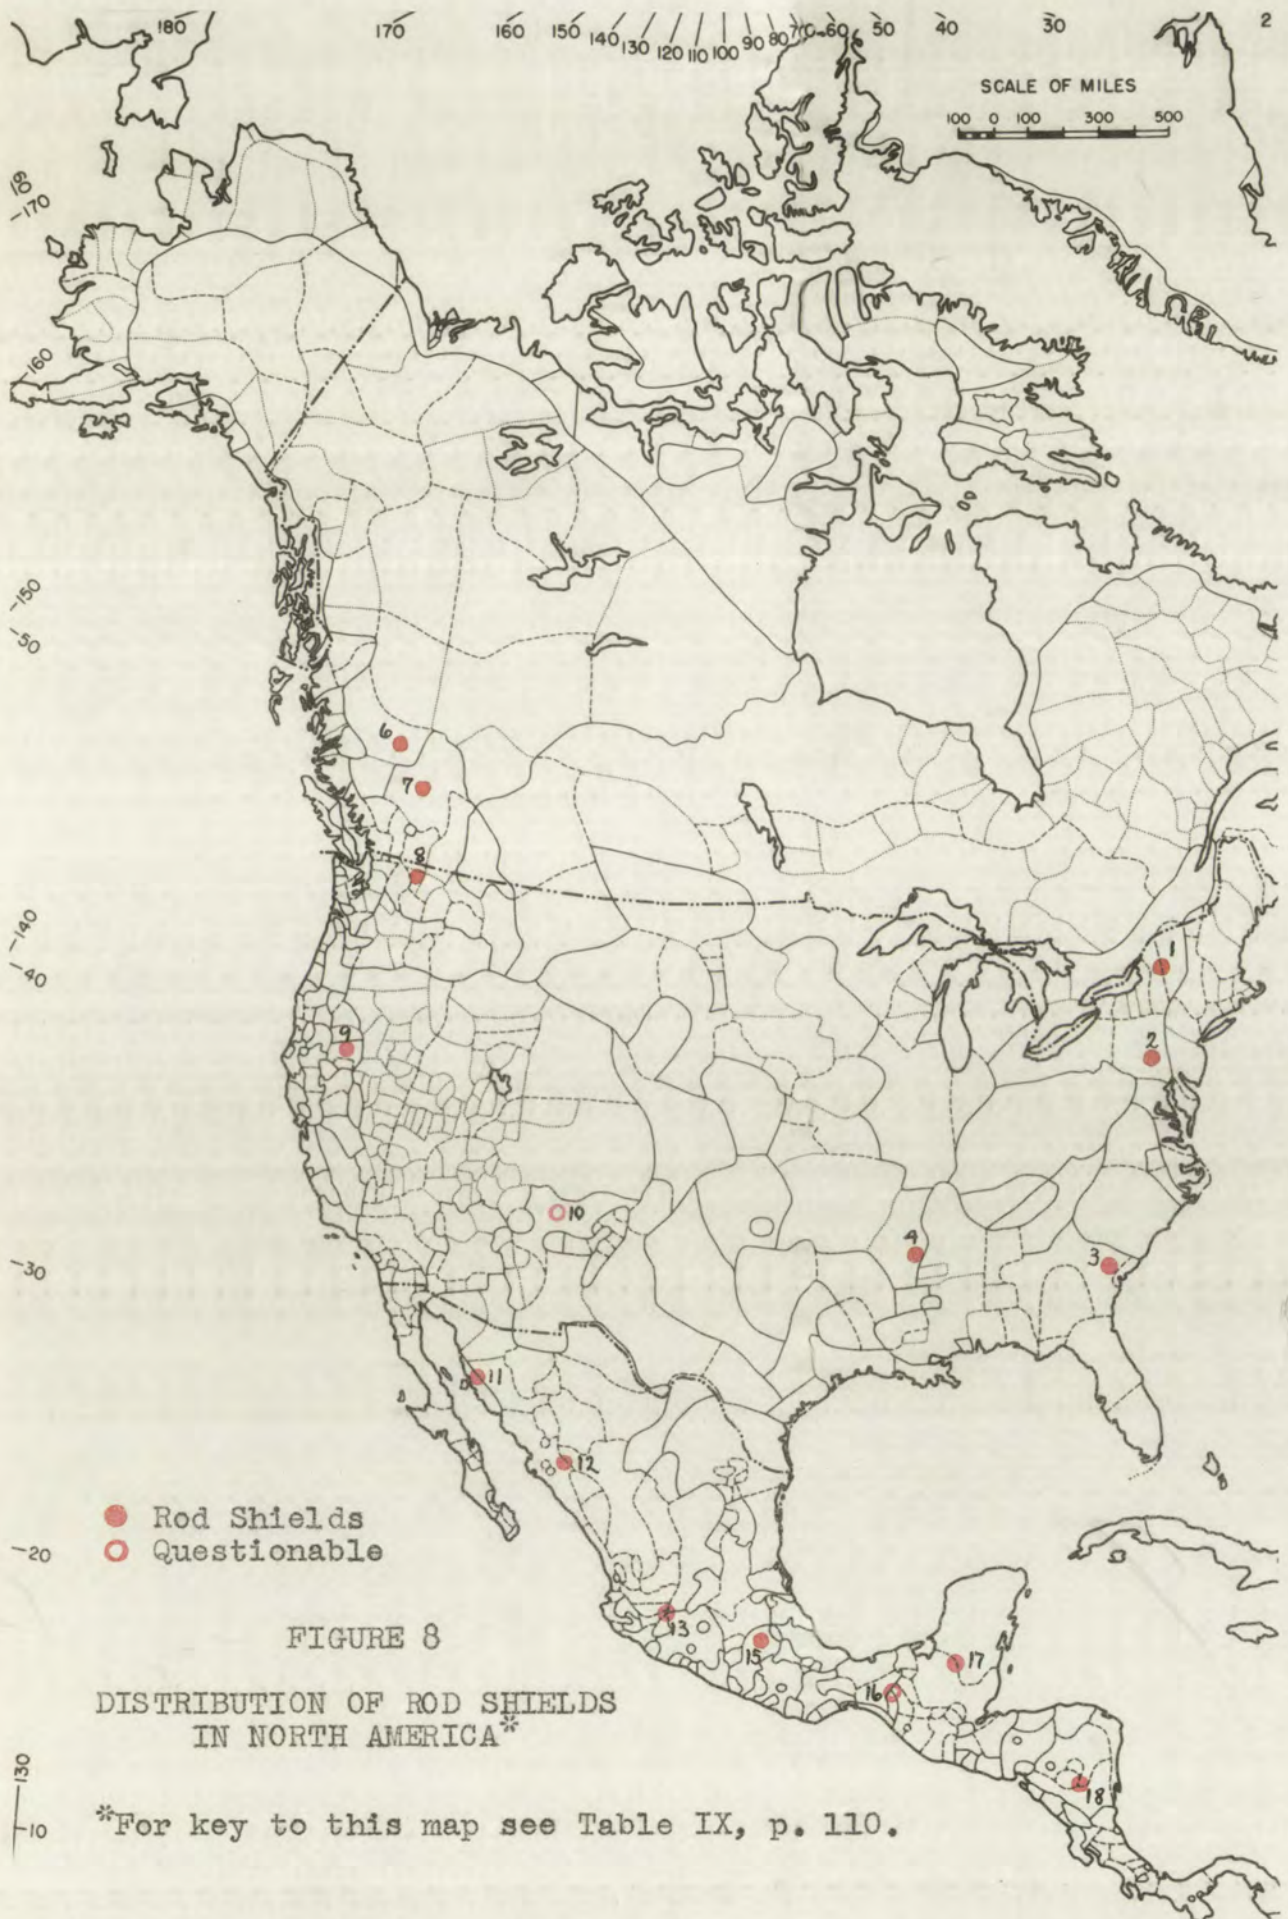 180 170 160 150 140 130 120 110 100 90 80 70 60 50 40 30 2
SCALE OF MILES
100 0 100 300 500
-170
-160
-150
-50
-140
-40
-30
-20
130
-10
6
7
8
9
10
1
2
3
4
11
12
13
15
16
17
18
Rod Shields
Questionable
FIGURE 8
DISTRIBUTION OF ROD SHIELDS
IN NORTH AMERICA*
*For key to this map see Table IX, p. 110.